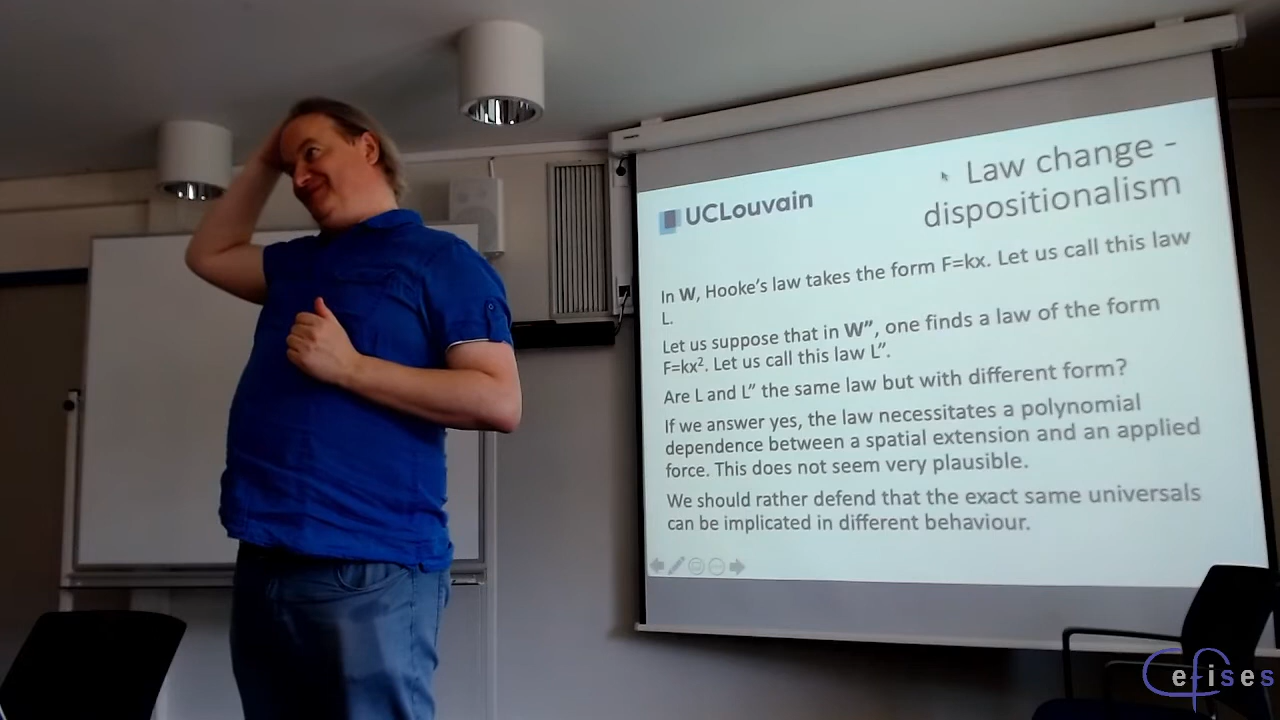 UCLouvain
Law change -
dispositionalism
In W, Hooke's law takes the form F=kx. Let us call this law
L.
Let us suppose that in W”, one finds a law of the form
F=kx². Let us call this law L”.
Are L and L” the same law but with different form?
If we answer yes, the law necessitates a polynomial
dependence between a spatial extension and an applied
force. This does not seem very plausible.
We should rather defend that the exact same universals
can be implicated in different behaviour.
Cefises